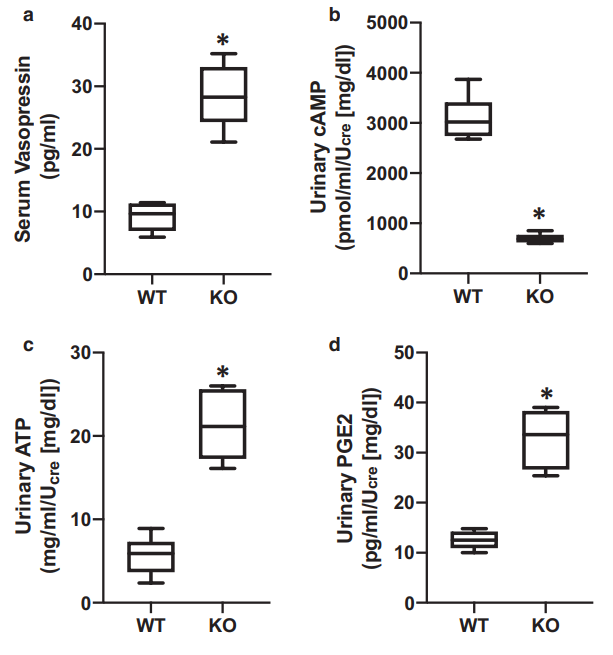 a
Serum Vasopressin
(pg/ml)
40
30
20
10
0
*
WT KO
b
Urinary cAMP
(pmol/ml/Ucre [mg/dl])
5000
4000
3000
2000
1000
0
*
WT KO
c
Urinary ATP
(mg/ml/Ucre [mg/dl])
30
20
10
0
*
WT KO
d
Urinary PGE2
(pg/ml/Ucre [mg/dl])
50
40
30
20
10
0
*
WT KO